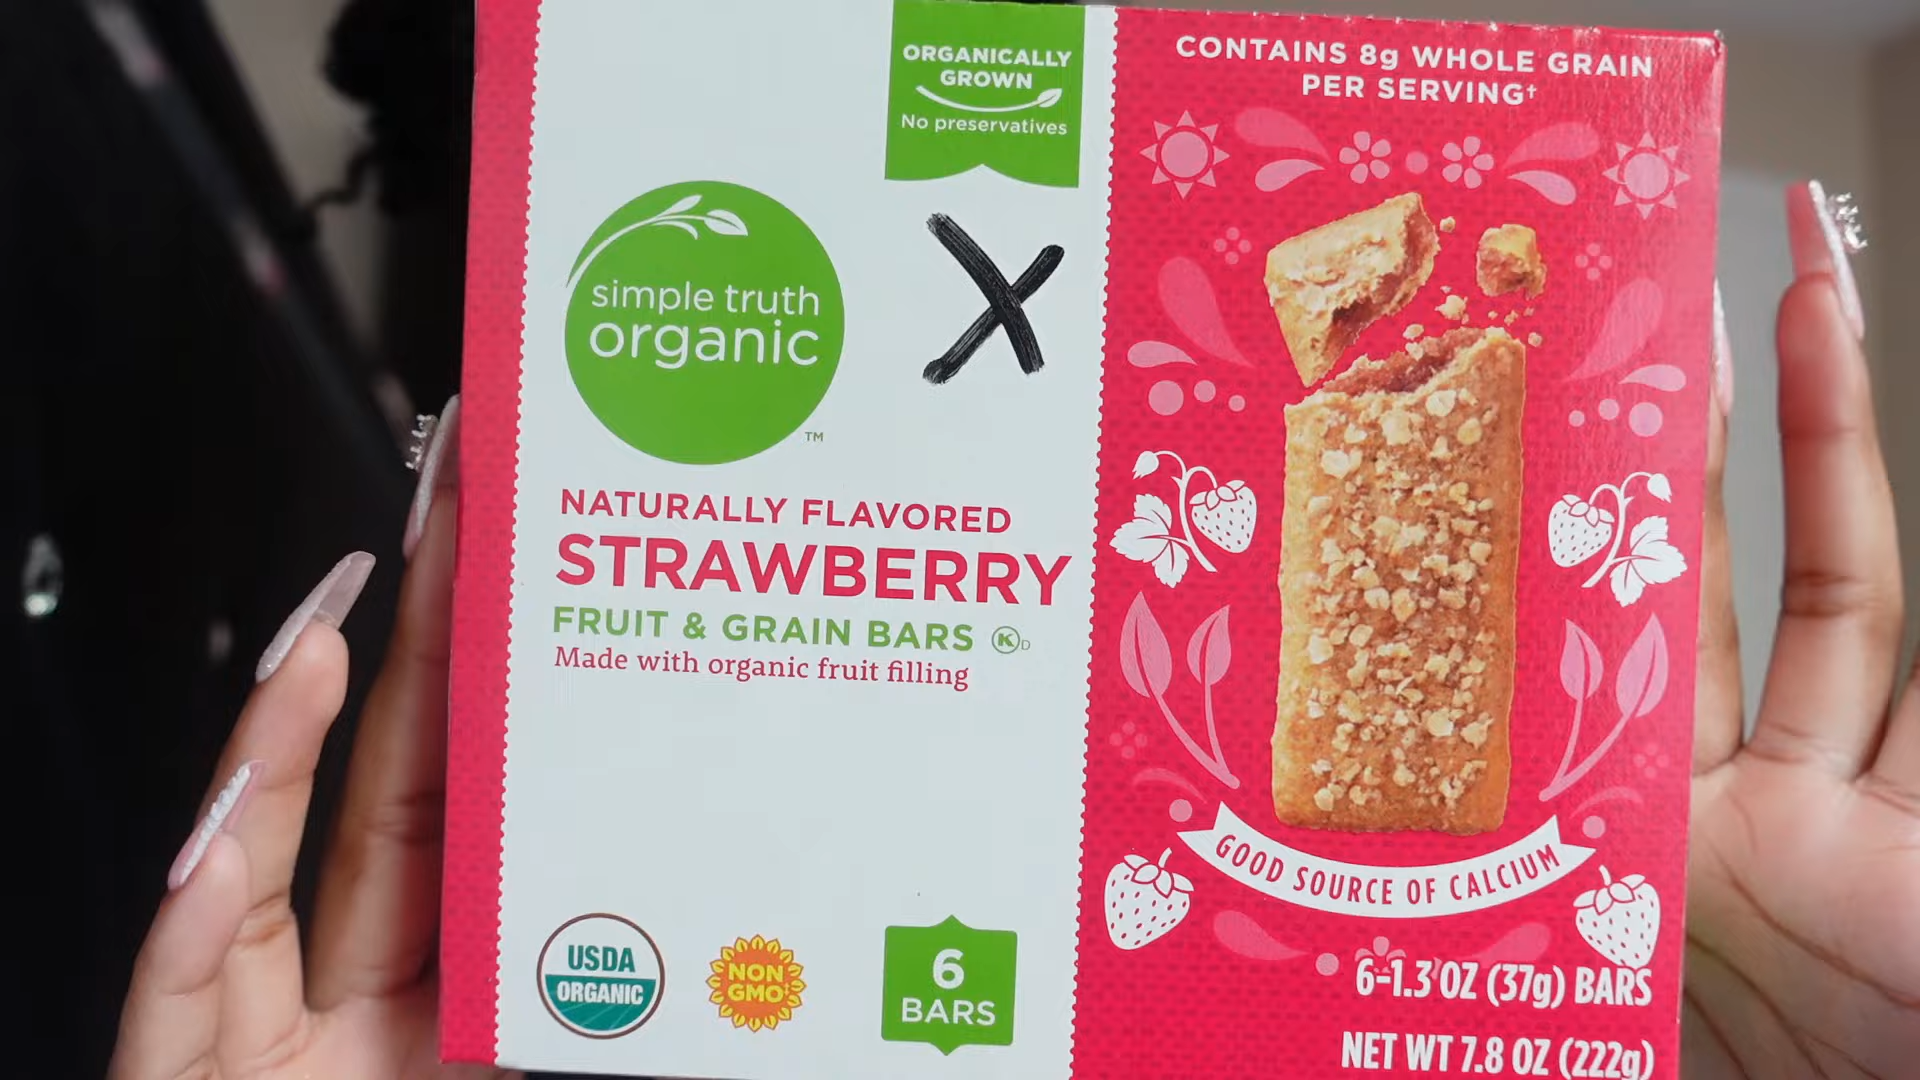 ORGANICALLY
GROWN
No preservatives
CONTAINS 8g WHOLE GRAIN
PER SERVING†
X
simple truth
organic
TM
NATURALLY FLAVORED
STRAWBERRY
FRUIT & GRAIN BARS K D
Made with organic fruit filling
GOOD SOURCE OF CALCIUM
USDA
ORGANIC
NON
GMO‡
6
BARS
6-1.3 OZ (37g) BARS
NET WT 7.8 OZ (222g)